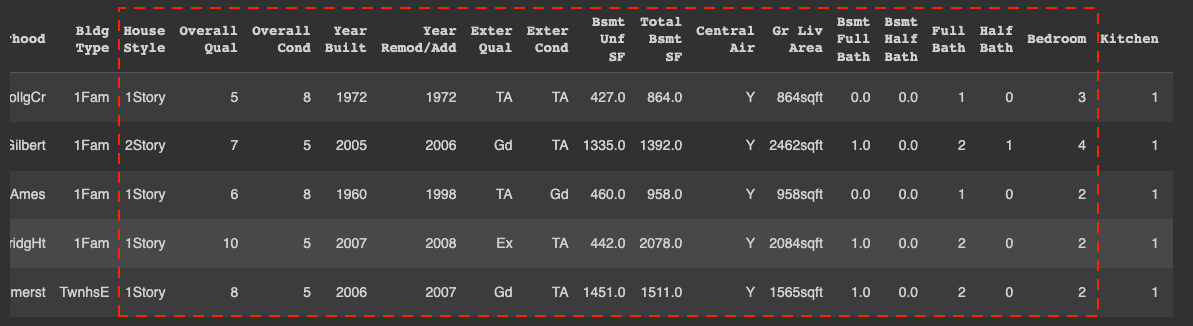 Bsmt Total Bsmt Bsmt
Bldg House Overall Overall Year Year Exter Exter Unf Bsmt Central Gr Liv Full Half Full Half
Type Style Qual Cond Built Remod/Add Qual Cond SF SF Air Area Bath Bath Bath Bath Bedroom Kitchen
ollgCr 1Fam 1Story 5 8 1972 1972 TA TA 427.0 864.0 Y 864sqft 0.0 0.0 1 0 3 1
Gilbert 1Fam 2Story 7 5 2005 2006 Gd TA 1335.0 1392.0 Y 2462sqft 1.0 0.0 2 1 4 1
Ames 1Fam 1Story 6 8 1960 1998 TA Gd 460.0 958.0 Y 958sqft 0.0 0.0 1 0 2 1
ridgHt 1Fam 1Story 10 5 2007 2008 Ex TA 442.0 2078.0 Y 2084sqft 1.0 0.0 2 0 2 1
merst TwnhsE 1Story 8 5 2006 2007 Gd TA 1451.0 1511.0 Y 1565sqft 1.0 0.0 2 0 2 1